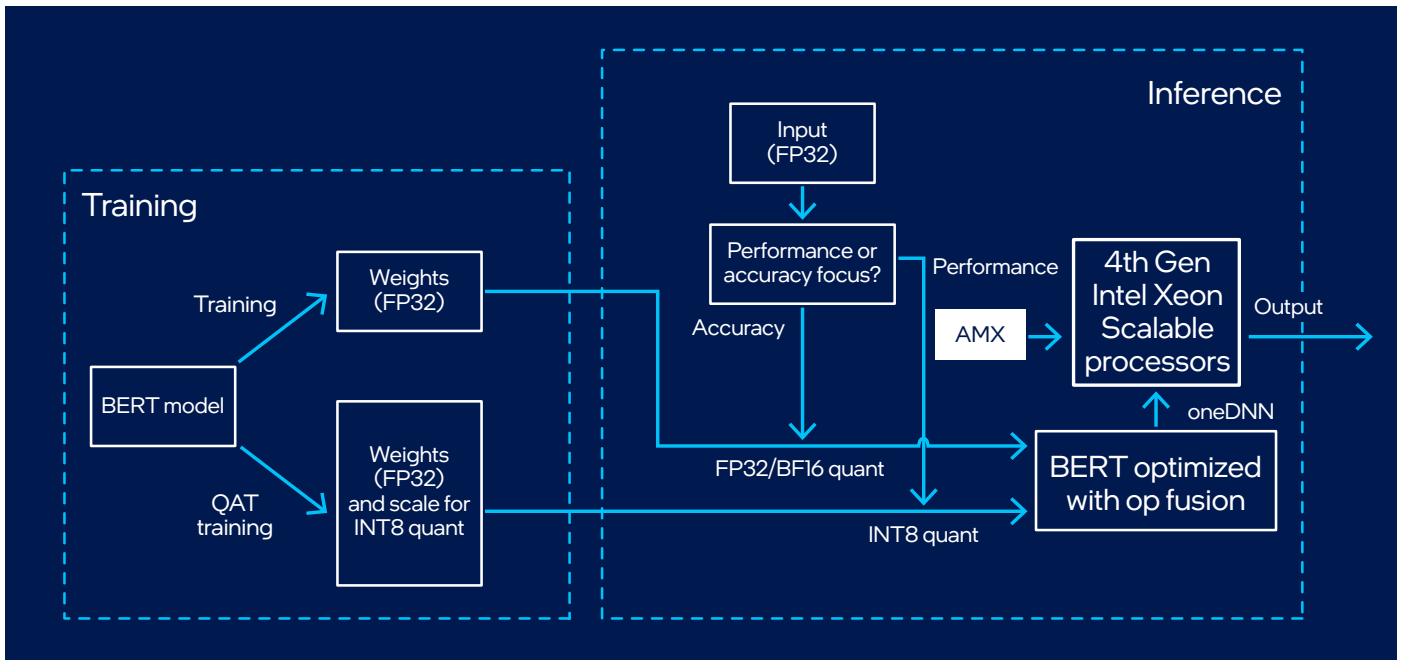 Training
BERT model
Training
QAT
training
Weights
(FP32)
Weights
(FP32)
and scale for
INT8 quant
Inference
Input
(FP32)
Performance or
accuracy focus?
Accuracy
Performance
FP32/BF16 quant
INT8 quant
AMX
4th Gen
Intel Xeon
Scalable
processors
oneDNN
BERT optimized
with op fusion
Output